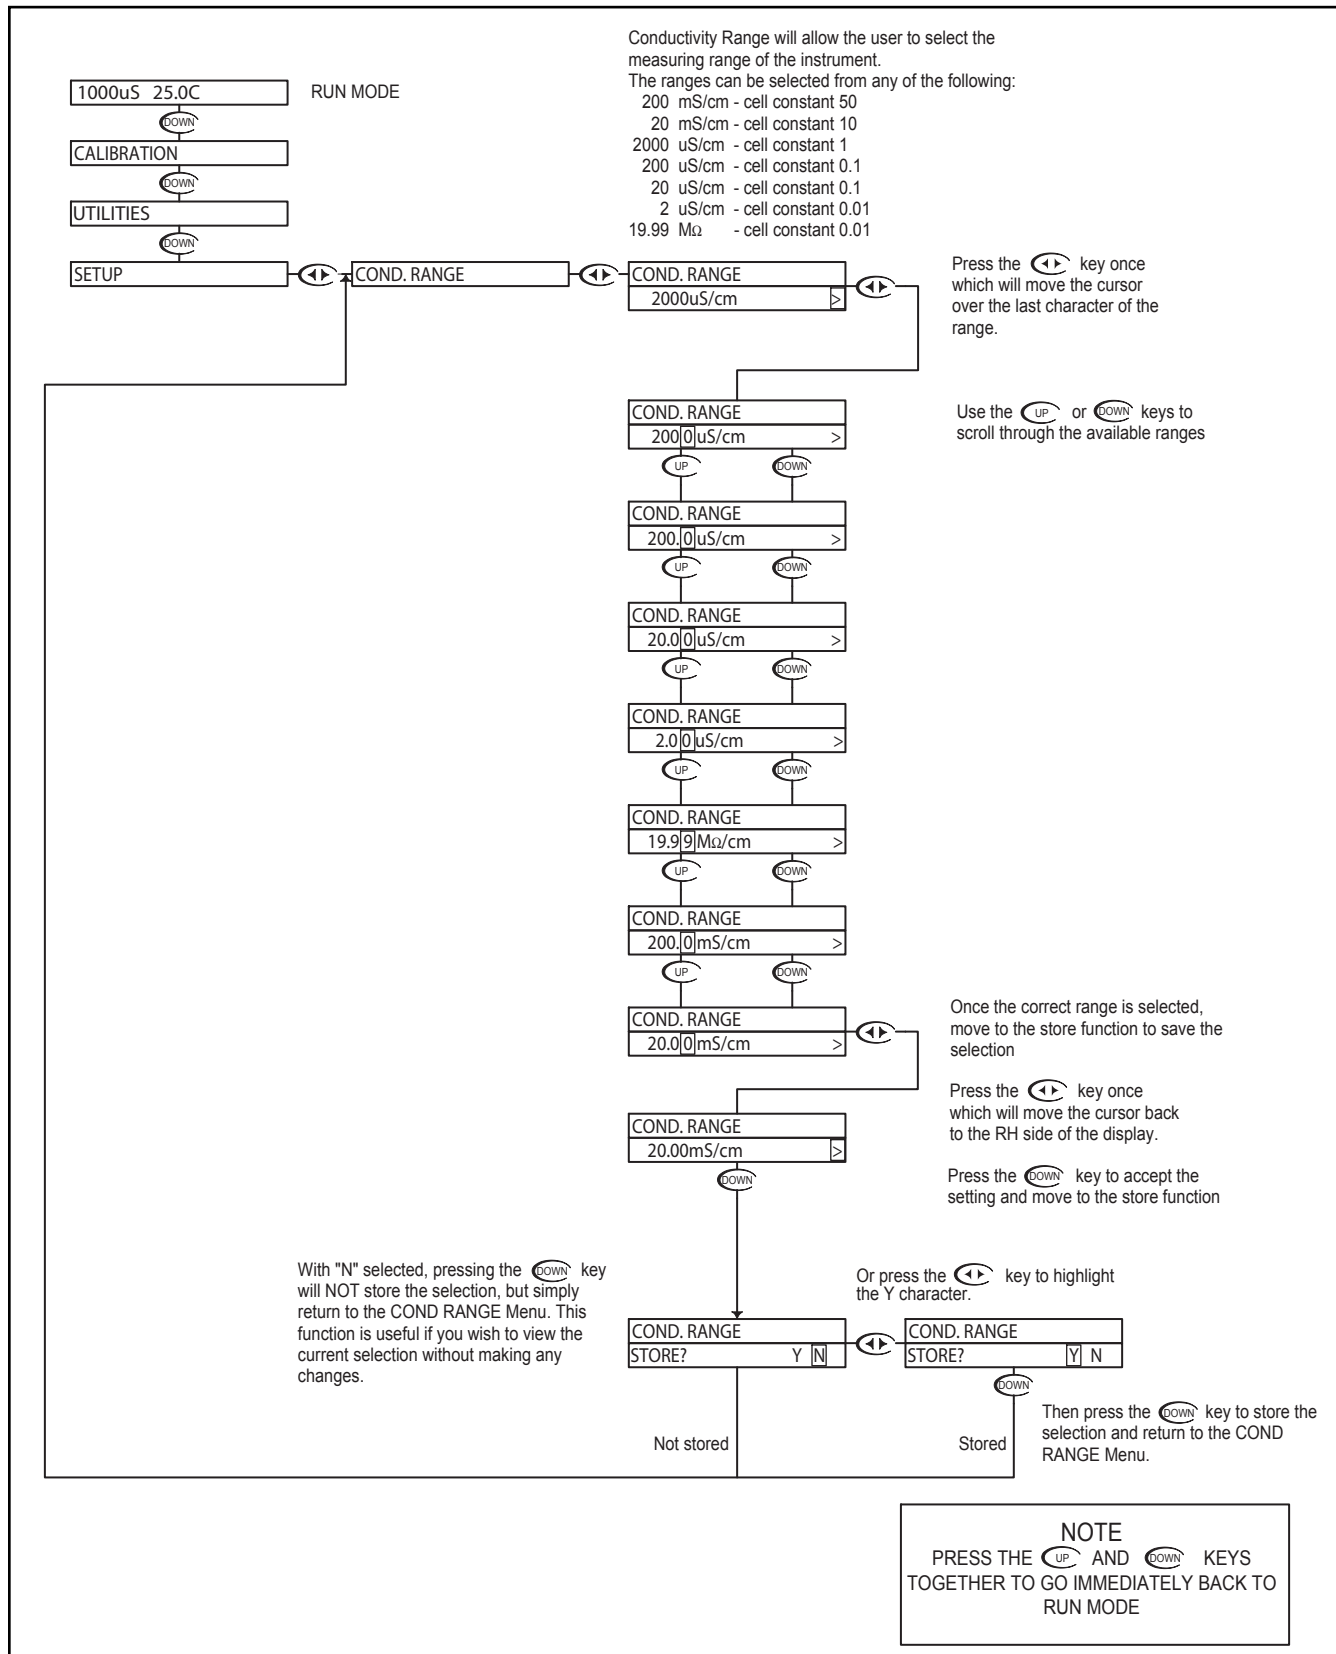 Conductivity Range will allow the user to select the
measuring range of the instrument.
The ranges can be selected from any of the following:
200 mS/cm - cell constant 50
20 mS/cm - cell constant 10
2000 uS/cm - cell constant 1
200 uS/cm - cell constant 0.1
20 uS/cm - cell constant 0.1
2 uS/cm - cell constant 0.01
19.99 MΩ - cell constant 0.01
1000uS 25.0C RUN MODE
DOWN
CALIBRATION
DOWN
UTILITIES
DOWN
SETUP
COND. RANGE
COND. RANGE
2000uS/cm >
Press the key once
which will move the cursor
over the last character of the
range.
COND. RANGE
2000uS/cm >
UP DOWN
Use the UP or DOWN keys to
scroll through the available ranges
COND. RANGE
200.0uS/cm >
UP DOWN
COND. RANGE
20.00uS/cm >
UP DOWN
COND. RANGE
2.00uS/cm >
UP DOWN
COND. RANGE
19.99MΩ/cm >
UP DOWN
COND. RANGE
200.0mS/cm >
UP DOWN
COND. RANGE
20.00mS/cm >
Once the correct range is selected,
move to the store function to save the
selection
Press the key once
which will move the cursor back
to the RH side of the display.
COND. RANGE
20.00mS/cm >
DOWN
Press the DOWN key to accept the
setting and move to the store function
With "N" selected, pressing the DOWN key
will NOT store the selection, but simply
return to the COND RANGE Menu. This
function is useful if you wish to view the
current selection without making any
changes.
Or press the key to highlight
the Y character.
COND. RANGE
STORE? Y N
COND. RANGE
STORE? Y N
DOWN
Then press the DOWN key to store the
selection and return to the COND
RANGE Menu.
Not stored
Stored
NOTE
PRESS THE UP AND DOWN KEYS
TOGETHER TO GO IMMEDIATELY BACK TO
RUN MODE